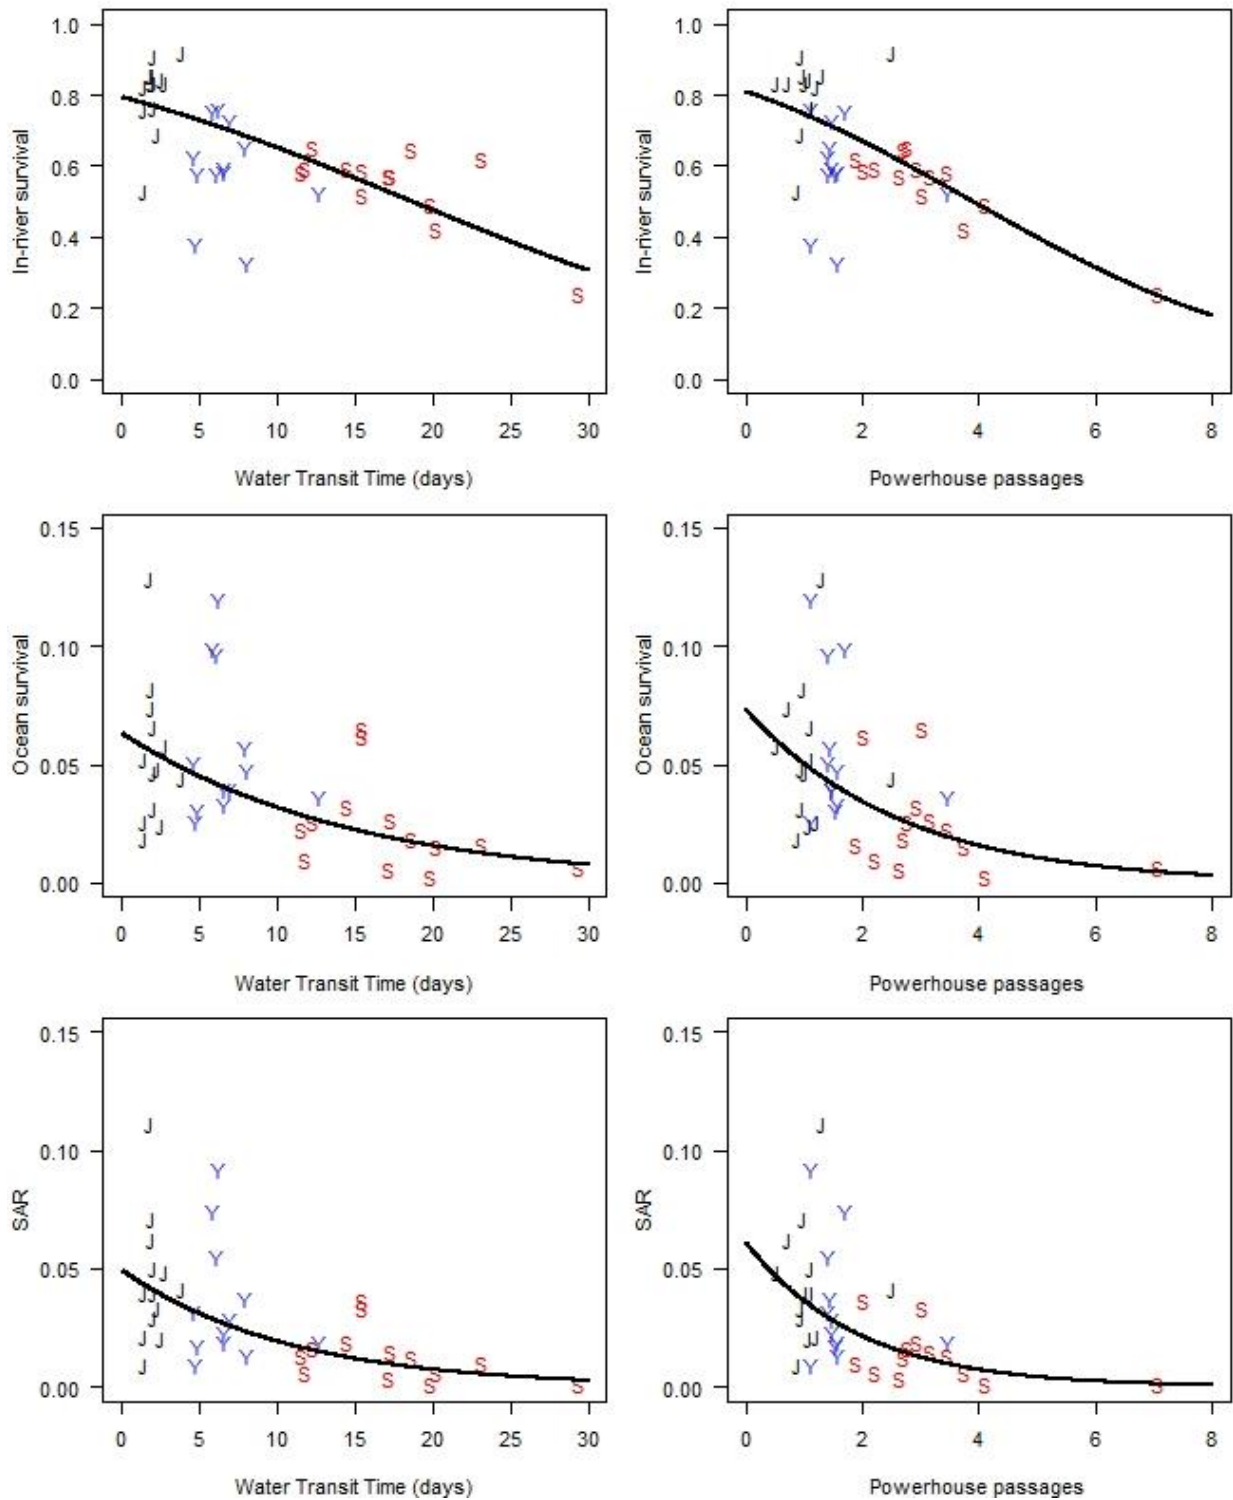 In-river survival
1.0
0.8
0.6
0.4
0.2
0.0
0 5 10 15 20 25 30
Water Transit Time (days)
In-river survival
1.0
0.8
0.6
0.4
0.2
0.0
0 2 4 6 8
Powerhouse passages
Ocean survival
0.15
0.10
0.05
0.00
0 5 10 15 20 25 30
Water Transit Time (days)
Ocean survival
0.15
0.10
0.05
0.00
0 2 4 6 8
Powerhouse passages
SAR
0.15
0.10
0.05
0.00
0 5 10 15 20 25 30
Water Transit Time (days)
SAR
0.15
0.10
0.05
0.00
0 2 4 6 8
Powerhouse passages